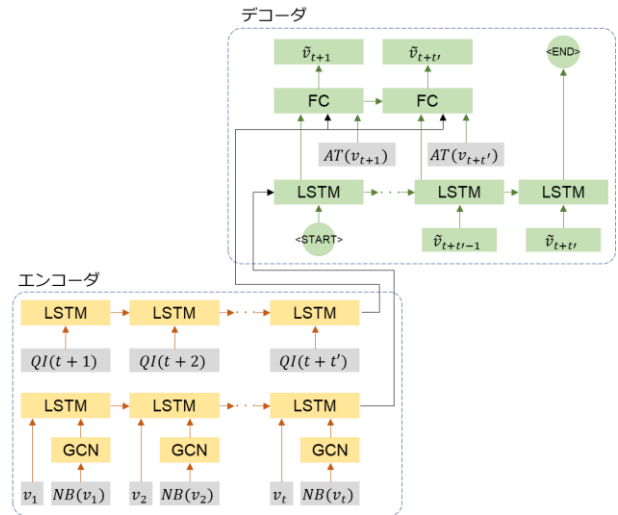 デコーダ
ṽ_{t+1} ṽ_{t+t′} <END>
FC FC
AT(v_{t+1}) AT(v_{t+t′})
LSTM ... LSTM LSTM
<START> ṽ_{t+t′−1} ṽ_{t+t′}
エンコーダ
LSTM LSTM ... LSTM
QI(t + 1) QI(t + 2) QI(t + t′)
LSTM LSTM ... LSTM
GCN GCN GCN
v_1 NB(v_1) v_2 NB(v_2) v_t NB(v_t)